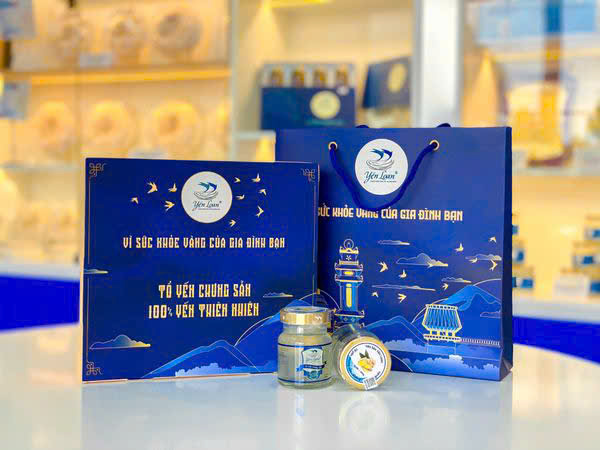 Yến Loan®
VÌ SỨC KHỎE VÀNG CỦA GIA ĐÌNH BẠN
TỔ YẾN CHƯNG SẴN
100% YẾN THIÊN NHIÊN
Yến Loan®
SỨC KHỎE VÀNG CỦA GIA ĐÌNH BẠN